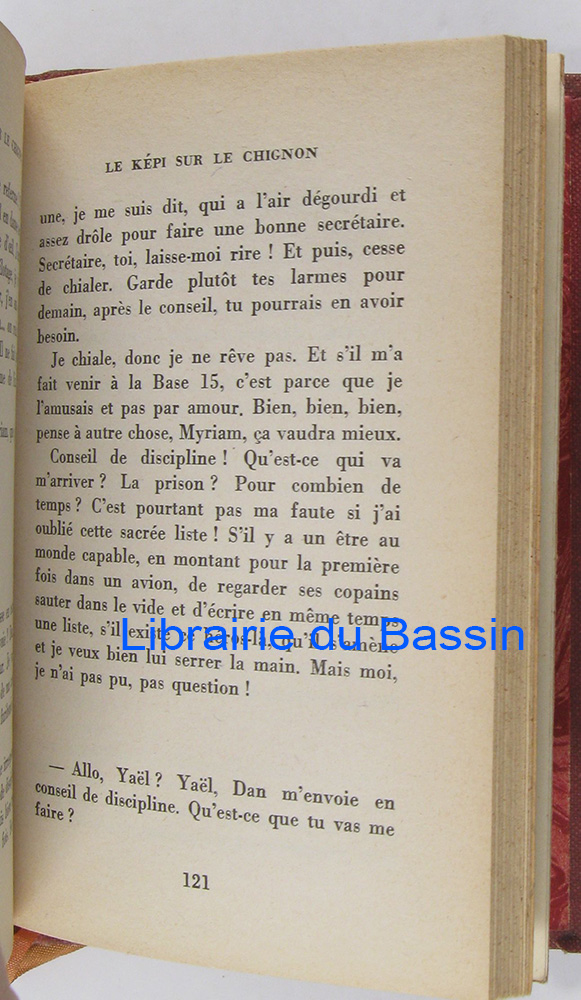 LE KÉPI SUR LE CHIGNON
une, je me suis dit, qui a l'air dégourdi et
assez drôle pour faire une bonne secrétaire.
Secrétaire, toi, laisse-moi rire ! Et puis, cesse
de chialer. Garde plutôt tes larmes pour
demain, après le conseil, tu pourrais en avoir
besoin.
Je chiale, donc je ne rêve pas. Et s'il m'a
fait venir à la Base 15, c'est parce que je
l'amusais et pas par amour. Bien, bien, bien,
pense à autre chose, Myriam, ça vaudra mieux.
Conseil de discipline ! Qu'est-ce qui va
m'arriver ? La prison ? Pour combien de
temps ? C'est pourtant pas ma faute si j'ai
oublié cette sacrée liste ! S'il y a un être au
monde capable, en montant pour la première
fois dans un avion, de regarder ses copains
sauter dans le vide et d'écrire en même temps
une liste, s'il existe ce héros-là, qu'il s'amène
et je veux bien lui serrer la main. Mais moi,
je n'ai pas pu, pas question !
— Allo, Yaël ? Yaël, Dan m'envoie en
conseil de discipline. Qu'est-ce que tu vas me
faire ?
121
Librairie du Bassin